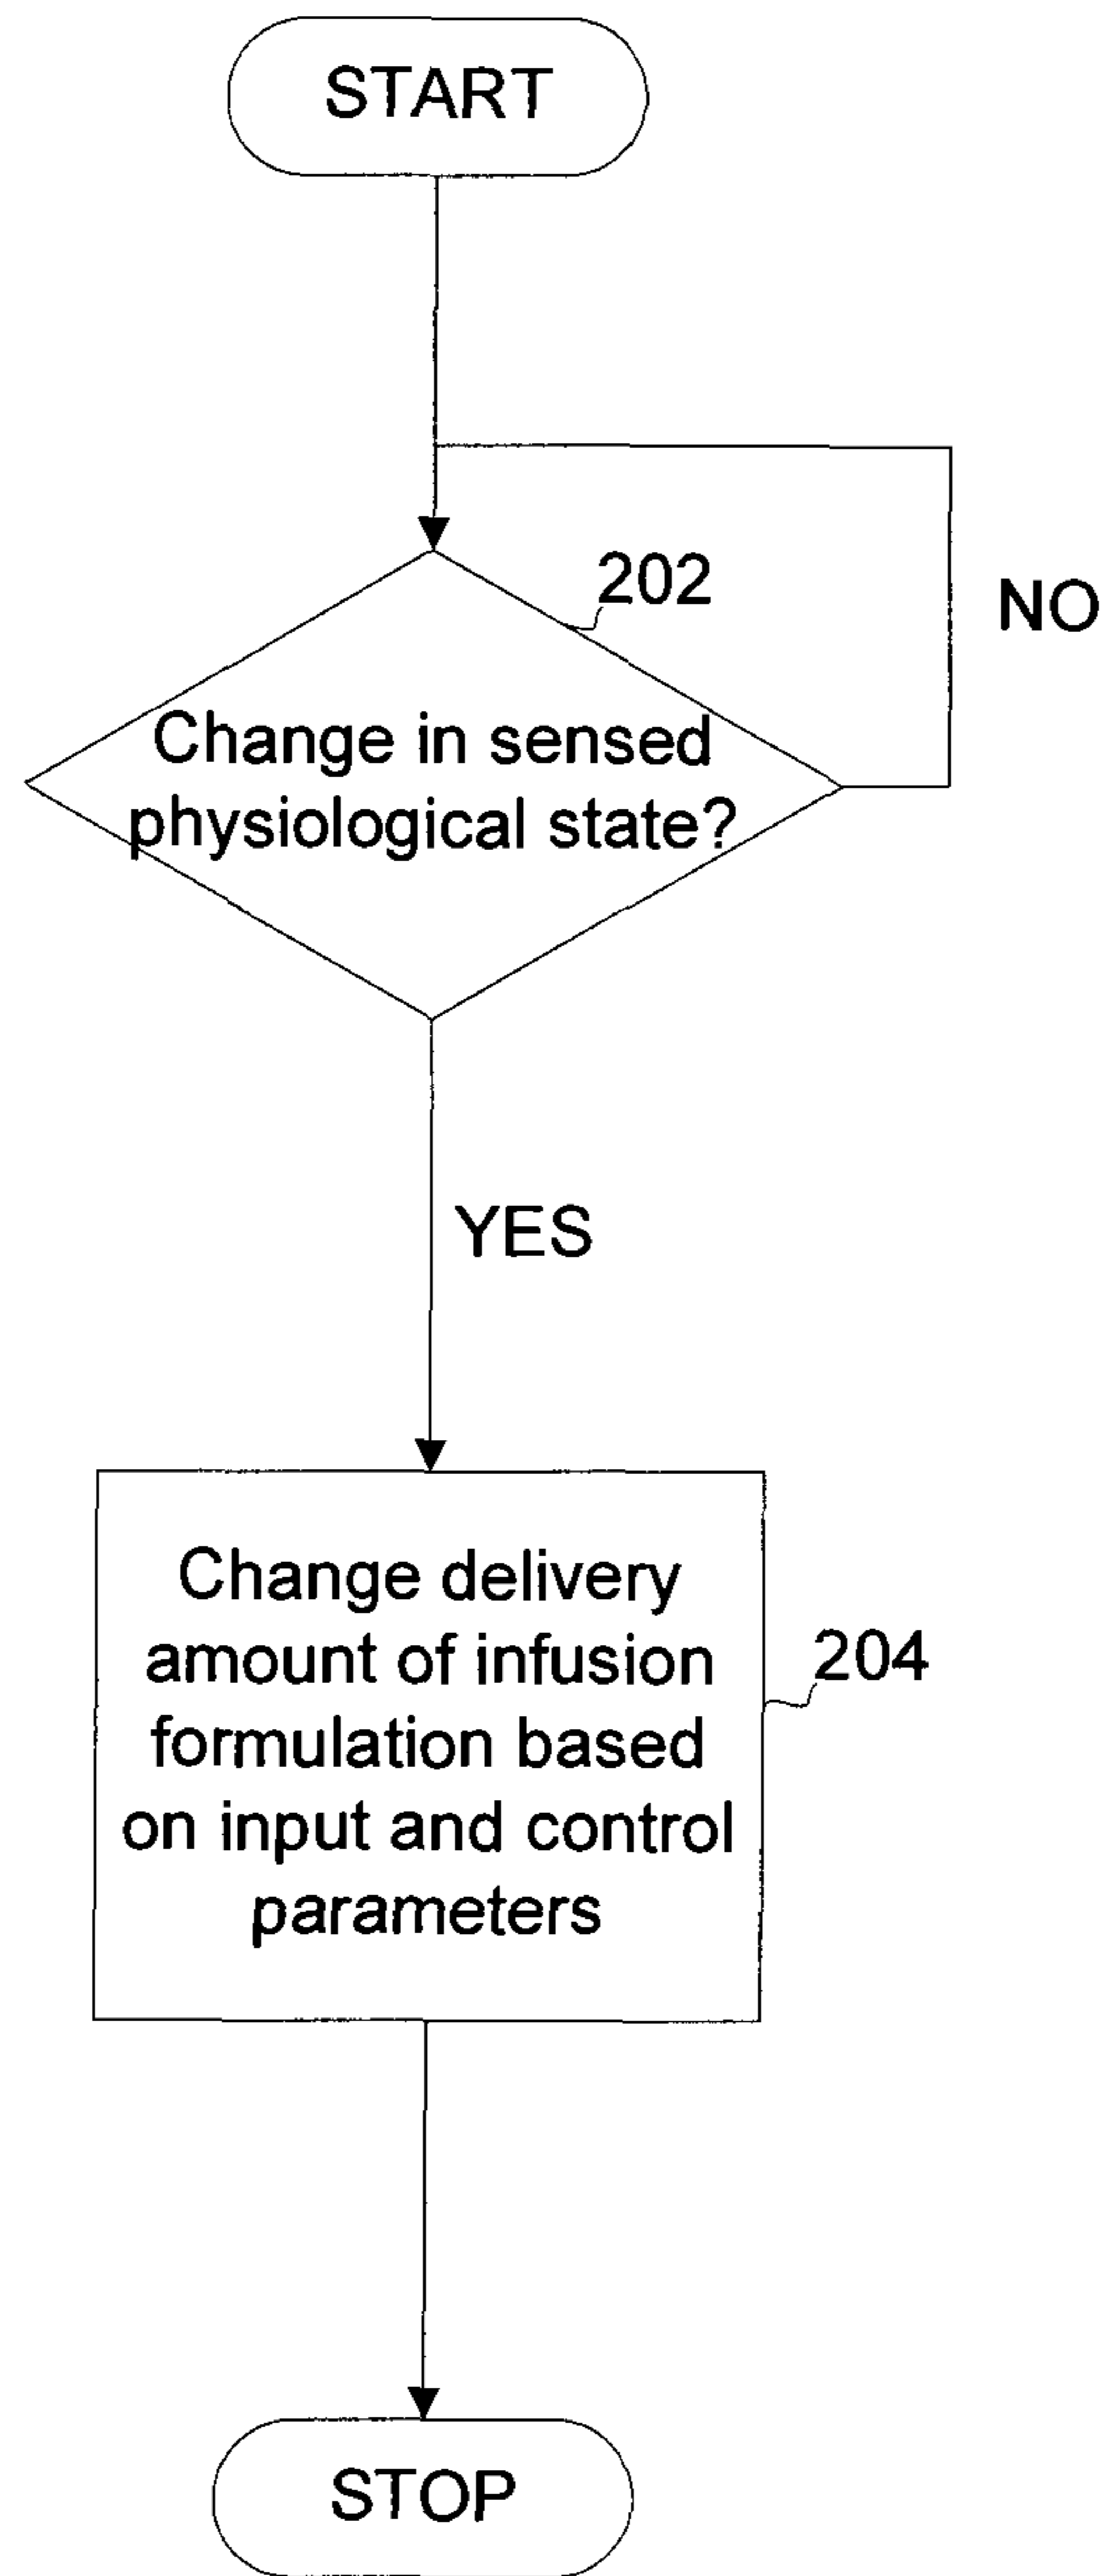 START
202
NO
Change in sensed
physiological state?
YES
Change delivery
amount of infusion
formulation based
on input and control
parameters
204
STOP